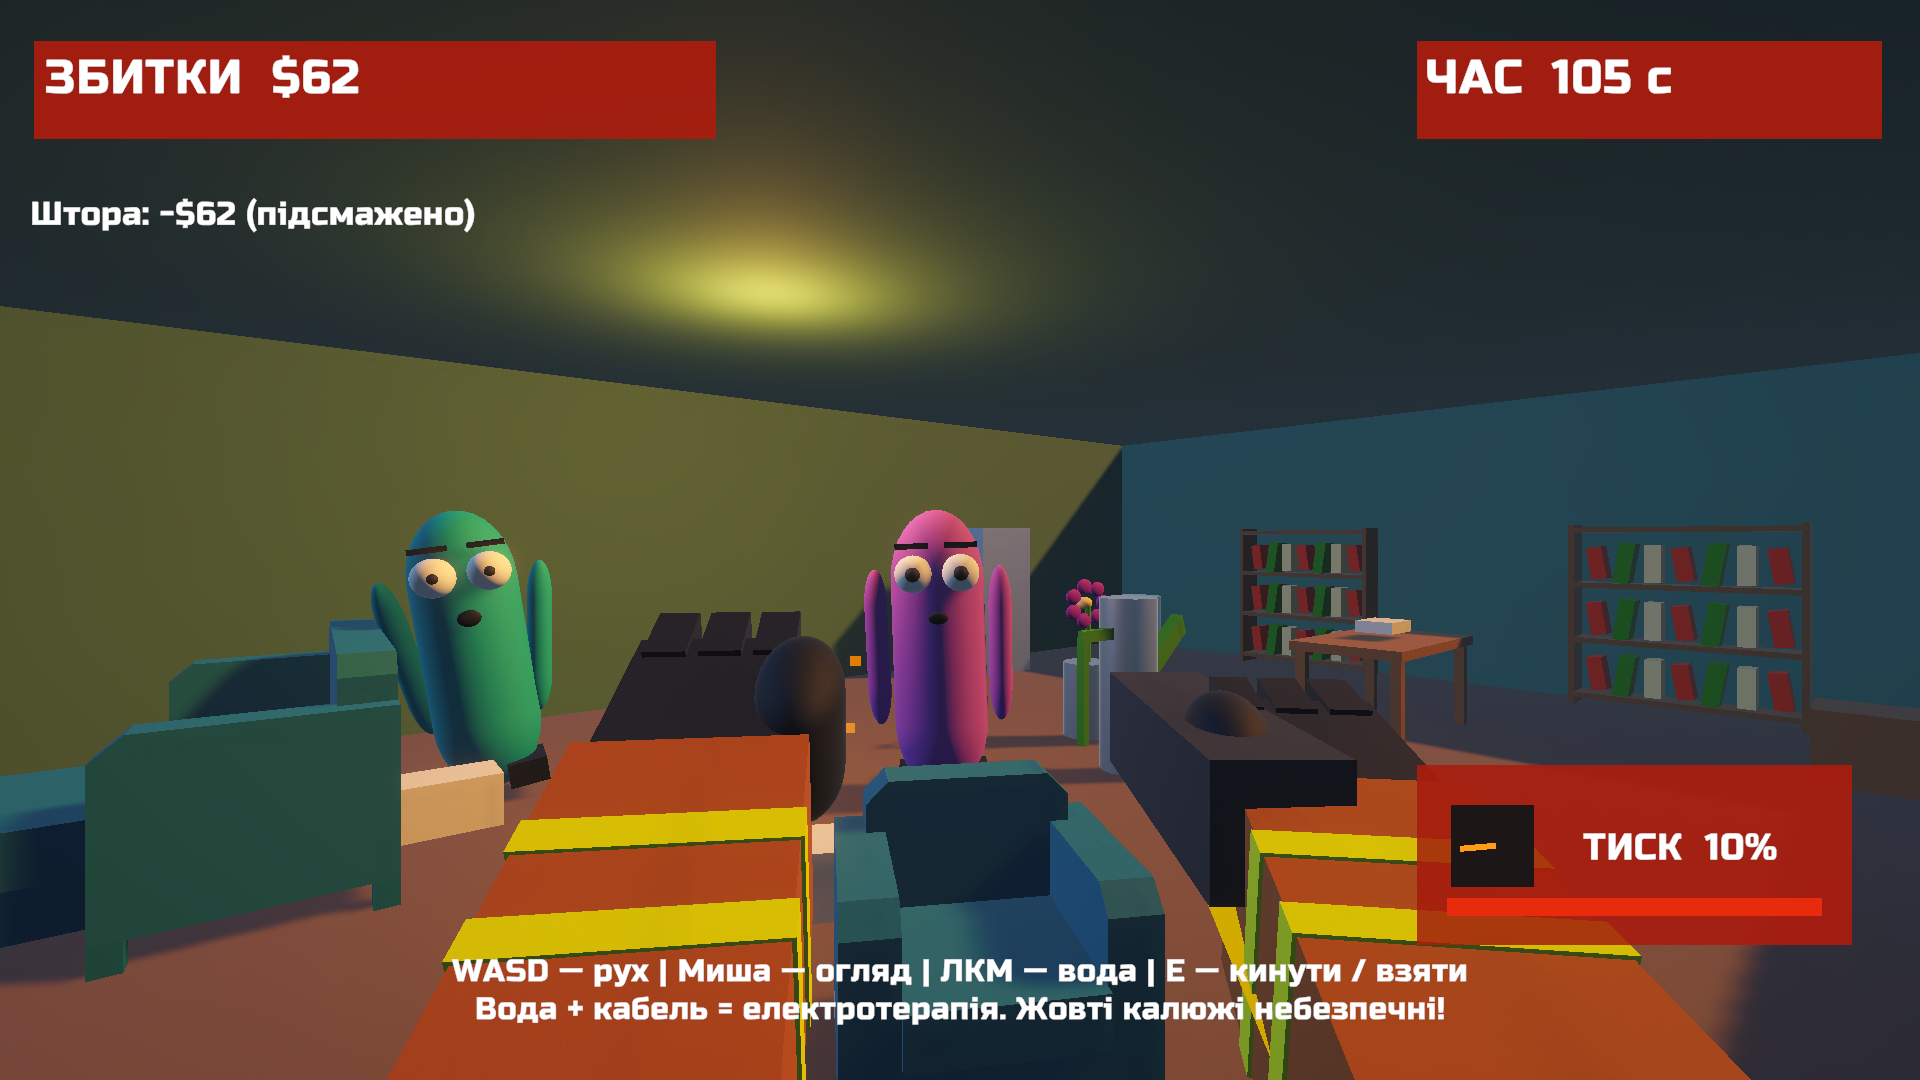 ЗБИТКИ $62
ЧАС 105 с
Штора: -$62 (підсмажено)
ТИСК 10%
WASD — рух | Миша — огляд | ЛКМ — вода | E — кинути / взяти
Вода + кабель = електротерапія. Жовті калюжі небезпечні!